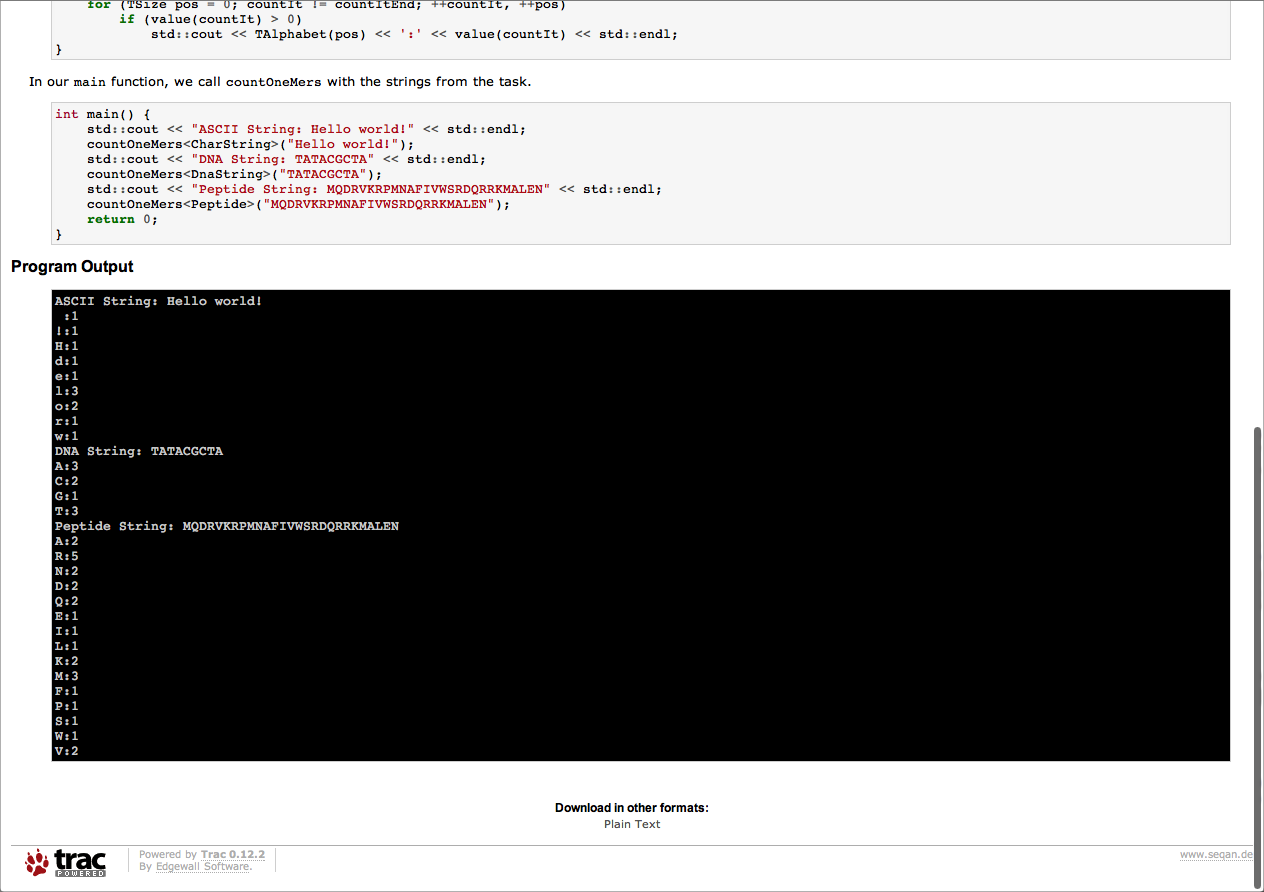 for (TSize pos = 0; countIt != countItEnd; ++countIt, ++pos)
        if (value(countIt) > 0)
            std::cout << TAlphabet(pos) << ':' << value(countIt) << std::endl;
}
In our main function, we call countOneMers with the strings from the task.
int main() {
    std::cout << "ASCII String: Hello world!" << std::endl;
    countOneMers<CharString>("Hello world!");
    std::cout << "DNA String: TATACGCTA" << std::endl;
    countOneMers<DnaString>("TATACGCTA");
    std::cout << "Peptide String: MQDRVKRPMNAFIVWSRDQRRKMALEN" << std::endl;
    countOneMers<Peptide>("MQDRVKRPMNAFIVWSRDQRRKMALEN");
    return 0;
}
Program Output
ASCII String: Hello world!
 :1
!:1
H:1
d:1
e:1
l:3
o:2
r:1
w:1
DNA String: TATACGCTA
A:3
C:2
G:1
T:3
Peptide String: MQDRVKRPMNAFIVWSRDQRRKMALEN
A:2
R:5
N:2
D:2
Q:2
E:1
I:1
L:1
K:2
M:3
F:1
P:1
S:1
W:1
V:2
Download in other formats:
Plain Text
trac
POWERED
Powered by Trac 0.12.2
By Edgewall Software.
www.seqan.de